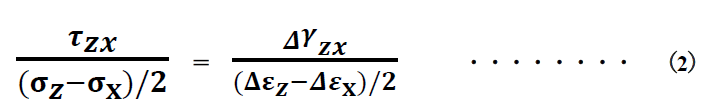 τ_ZX / (σ_Z−σ_X)/2 = Δγ_ZX / (Δε_Z−Δε_X)/2 ········ (2)